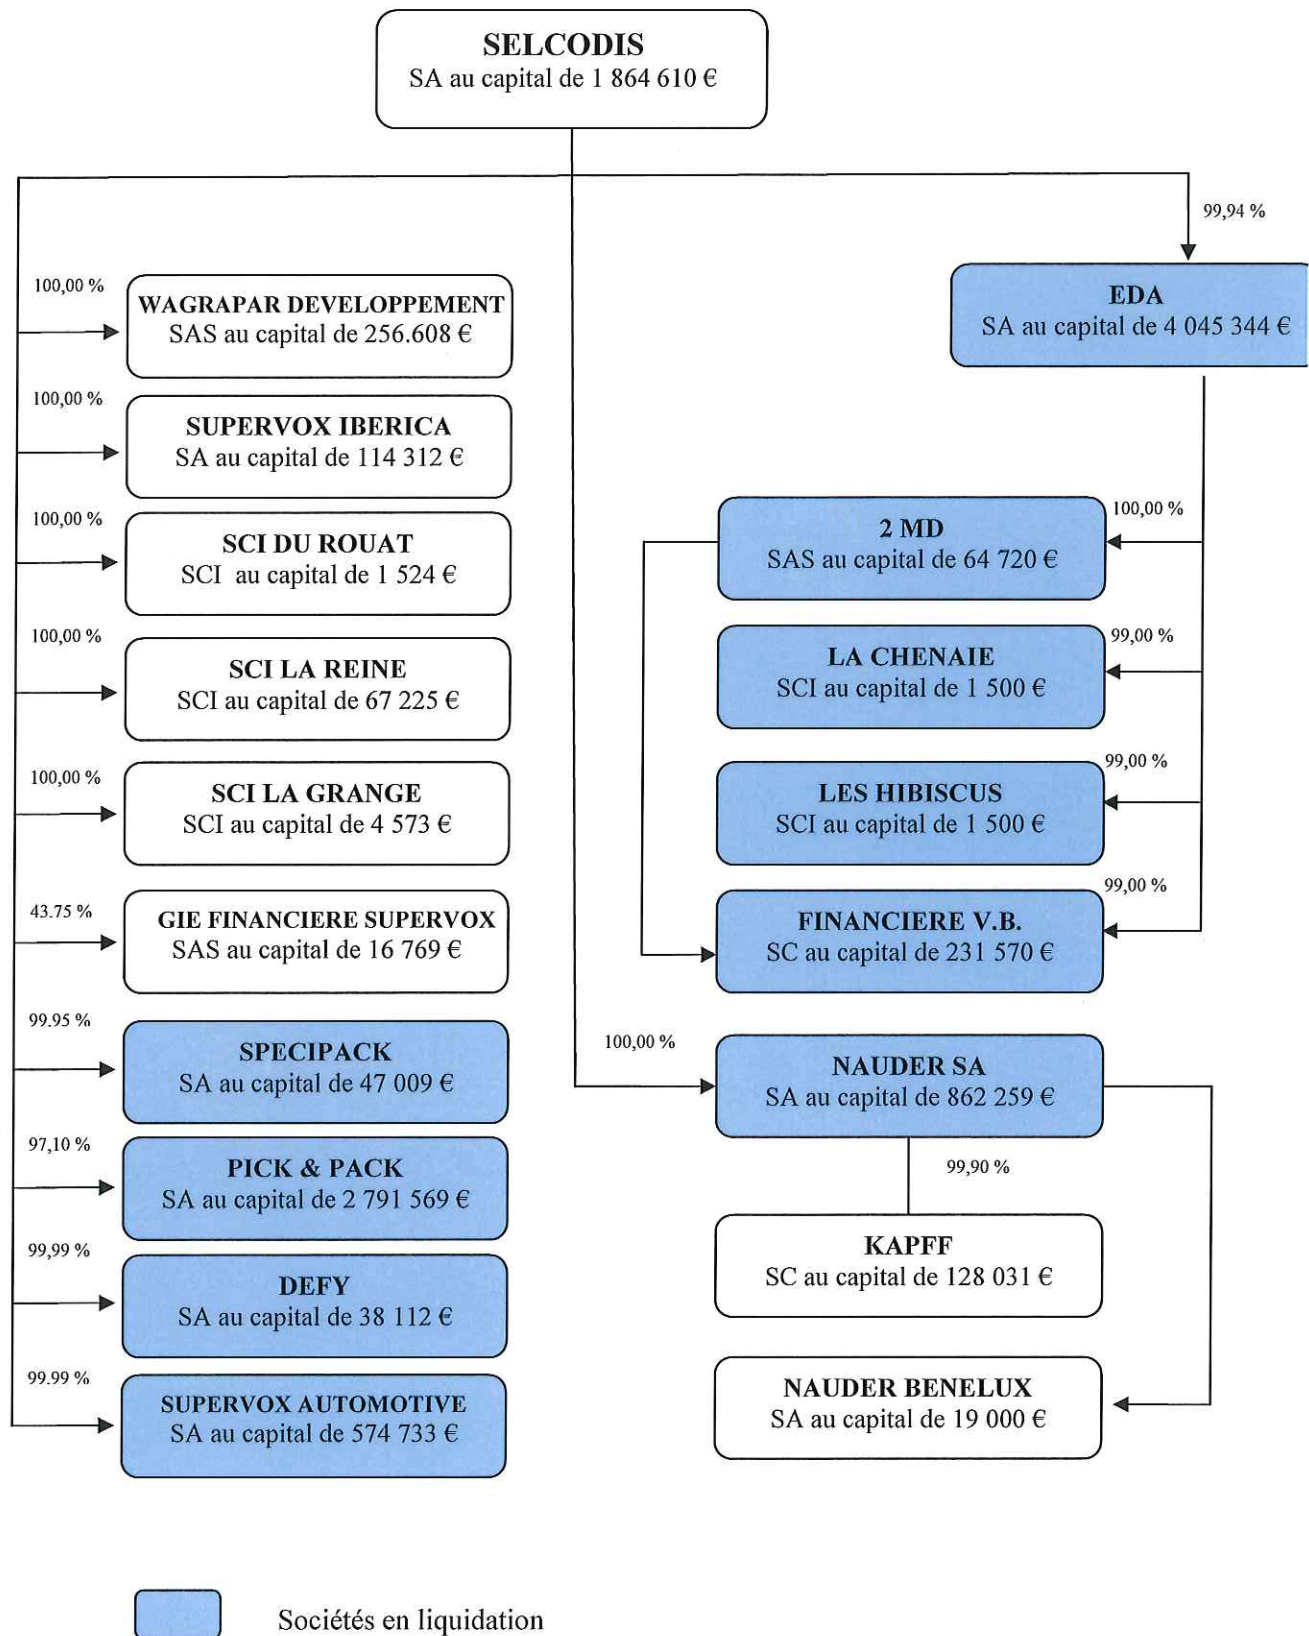 SELCODIS
SA au capital de 1 864 610 €
99,94 %
EDA
SA au capital de 4 045 344 €
100,00 %
WAGRAPAR DEVELOPPEMENT
SAS au capital de 256.608 €
100,00 %
SUPERVOX IBERICA
SA au capital de 114 312 €
100,00 %
SCI DU ROUAT
SCI au capital de 1 524 €
100,00 %
SCI LA REINE
SCI au capital de 67 225 €
100,00 %
SCI LA GRANGE
SCI au capital de 4 573 €
43.75 %
GIE FINANCIERE SUPERVOX
SAS au capital de 16 769 €
99.95 %
SPECIPACK
SA au capital de 47 009 €
97,10 %
PICK & PACK
SA au capital de 2 791 569 €
99,99 %
DEFY
SA au capital de 38 112 €
99.99 %
SUPERVOX AUTOMOTIVE
SA au capital de 574 733 €
100,00 %
2 MD
SAS au capital de 64 720 €
99,00 %
LA CHENAIE
SCI au capital de 1 500 €
99,00 %
LES HIBISCUS
SCI au capital de 1 500 €
99,00 %
FINANCIERE V.B.
SC au capital de 231 570 €
100,00 %
NAUDER SA
SA au capital de 862 259 €
99,90 %
KAPFF
SC au capital de 128 031 €
NAUDER BENELUX
SA au capital de 19 000 €
Sociétés en liquidation